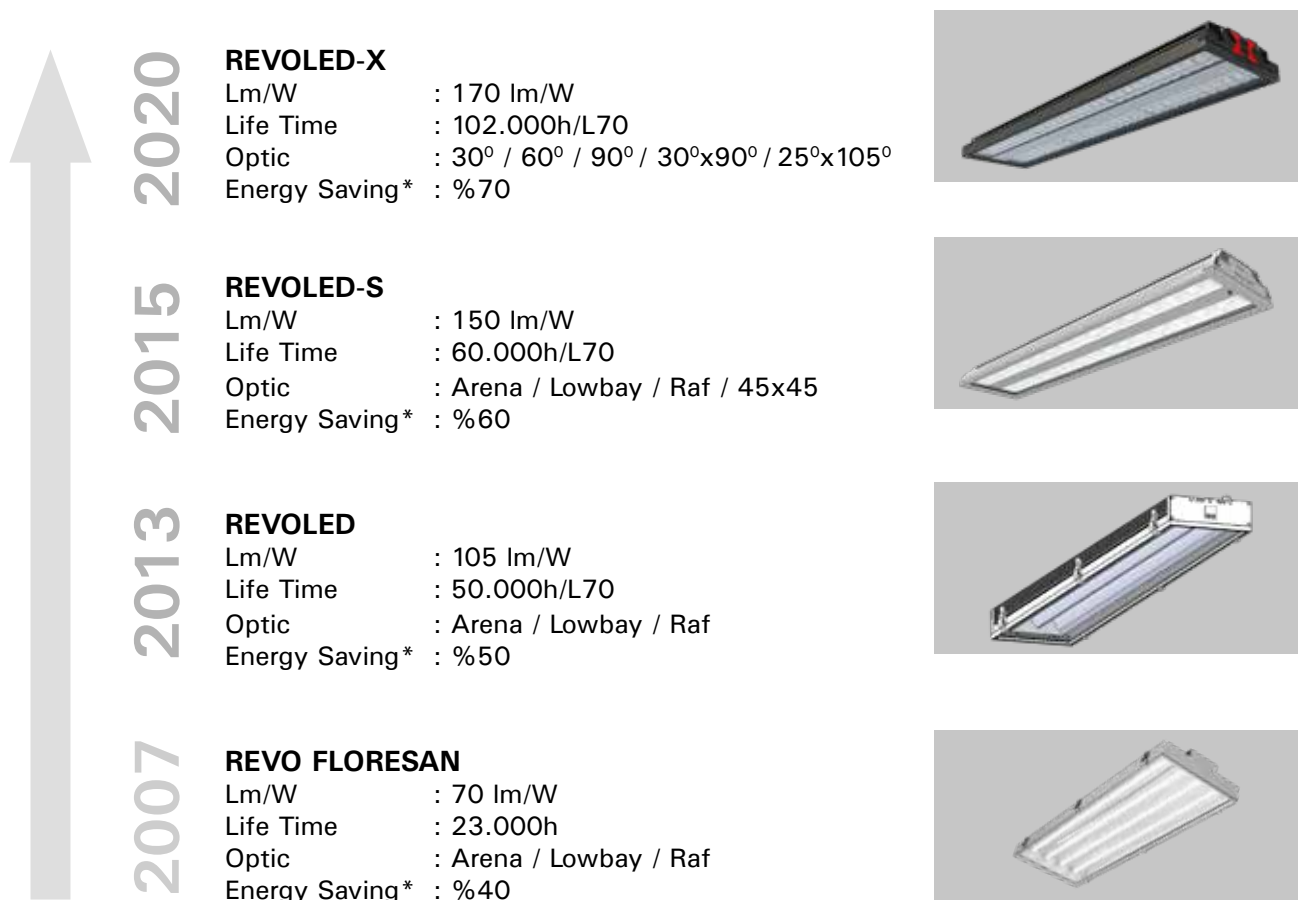 2020
REVOLED-X
Lm/W : 170 lm/W
Life Time : 102.000h/L70
Optic : 30⁰ / 60⁰ / 90⁰ / 30⁰x90⁰ / 25⁰x105⁰
Energy Saving* : %70
2015
REVOLED-S
Lm/W : 150 lm/W
Life Time : 60.000h/L70
Optic : Arena / Lowbay / Raf / 45x45
Energy Saving* : %60
2013
REVOLED
Lm/W : 105 lm/W
Life Time : 50.000h/L70
Optic : Arena / Lowbay / Raf
Energy Saving* : %50
2007
REVO FLORESAN
Lm/W : 70 lm/W
Life Time : 23.000h
Optic : Arena / Lowbay / Raf
Energy Saving* : %40